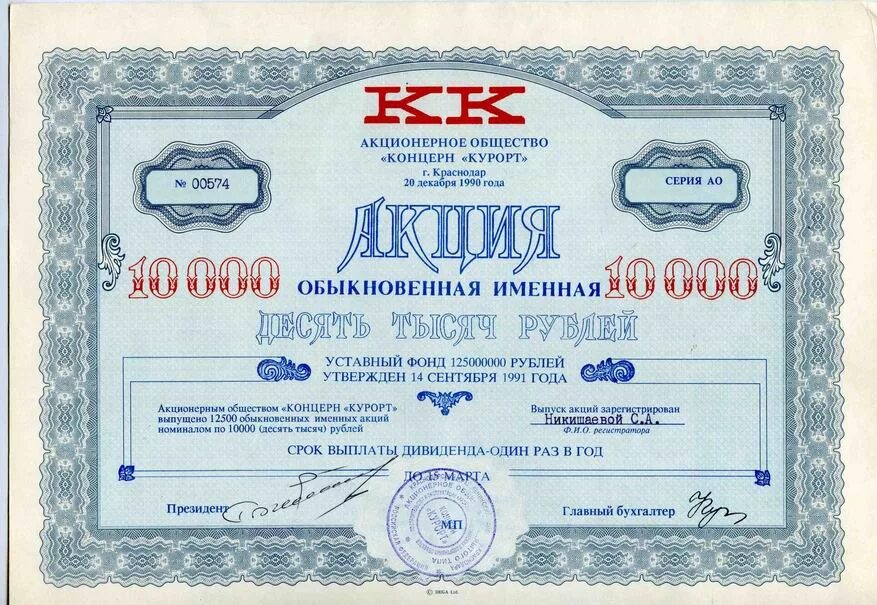 КК
АКЦИОНЕРНОЕ ОБЩЕСТВО
«КОНЦЕРН «КУРОРТ»
г. Краснодар
20 декабря 1990 года
№ 00574
СЕРИЯ АО
АКЦИЯ
10 000
ОБЫКНОВЕННАЯ ИМЕННАЯ
10 000
ДЕСЯТЬ ТЫСЯЧ РУБЛЕЙ
УСТАВНЫЙ ФОНД 125000000 РУБЛЕЙ
УТВЕРЖДЕН 14 СЕНТЯБРЯ 1991 ГОДА
Акционерным обществом «КОНЦЕРН «КУРОРТ»
выпущено 12500 обыкновенных именных акций
номиналом по 10000 (десять тысяч) рублей
Выпуск акций зарегистрирован
Никишаевой С.А.
Ф.И.О. регистратора
СРОК ВЫПЛАТЫ ДИВИДЕНДА-ОДИН РАЗ В ГОД
ДО 15 МАРТА
Президент
МП
АКЦИОНЕРНОЕ
"КУРОРТ"
Главный бухгалтер